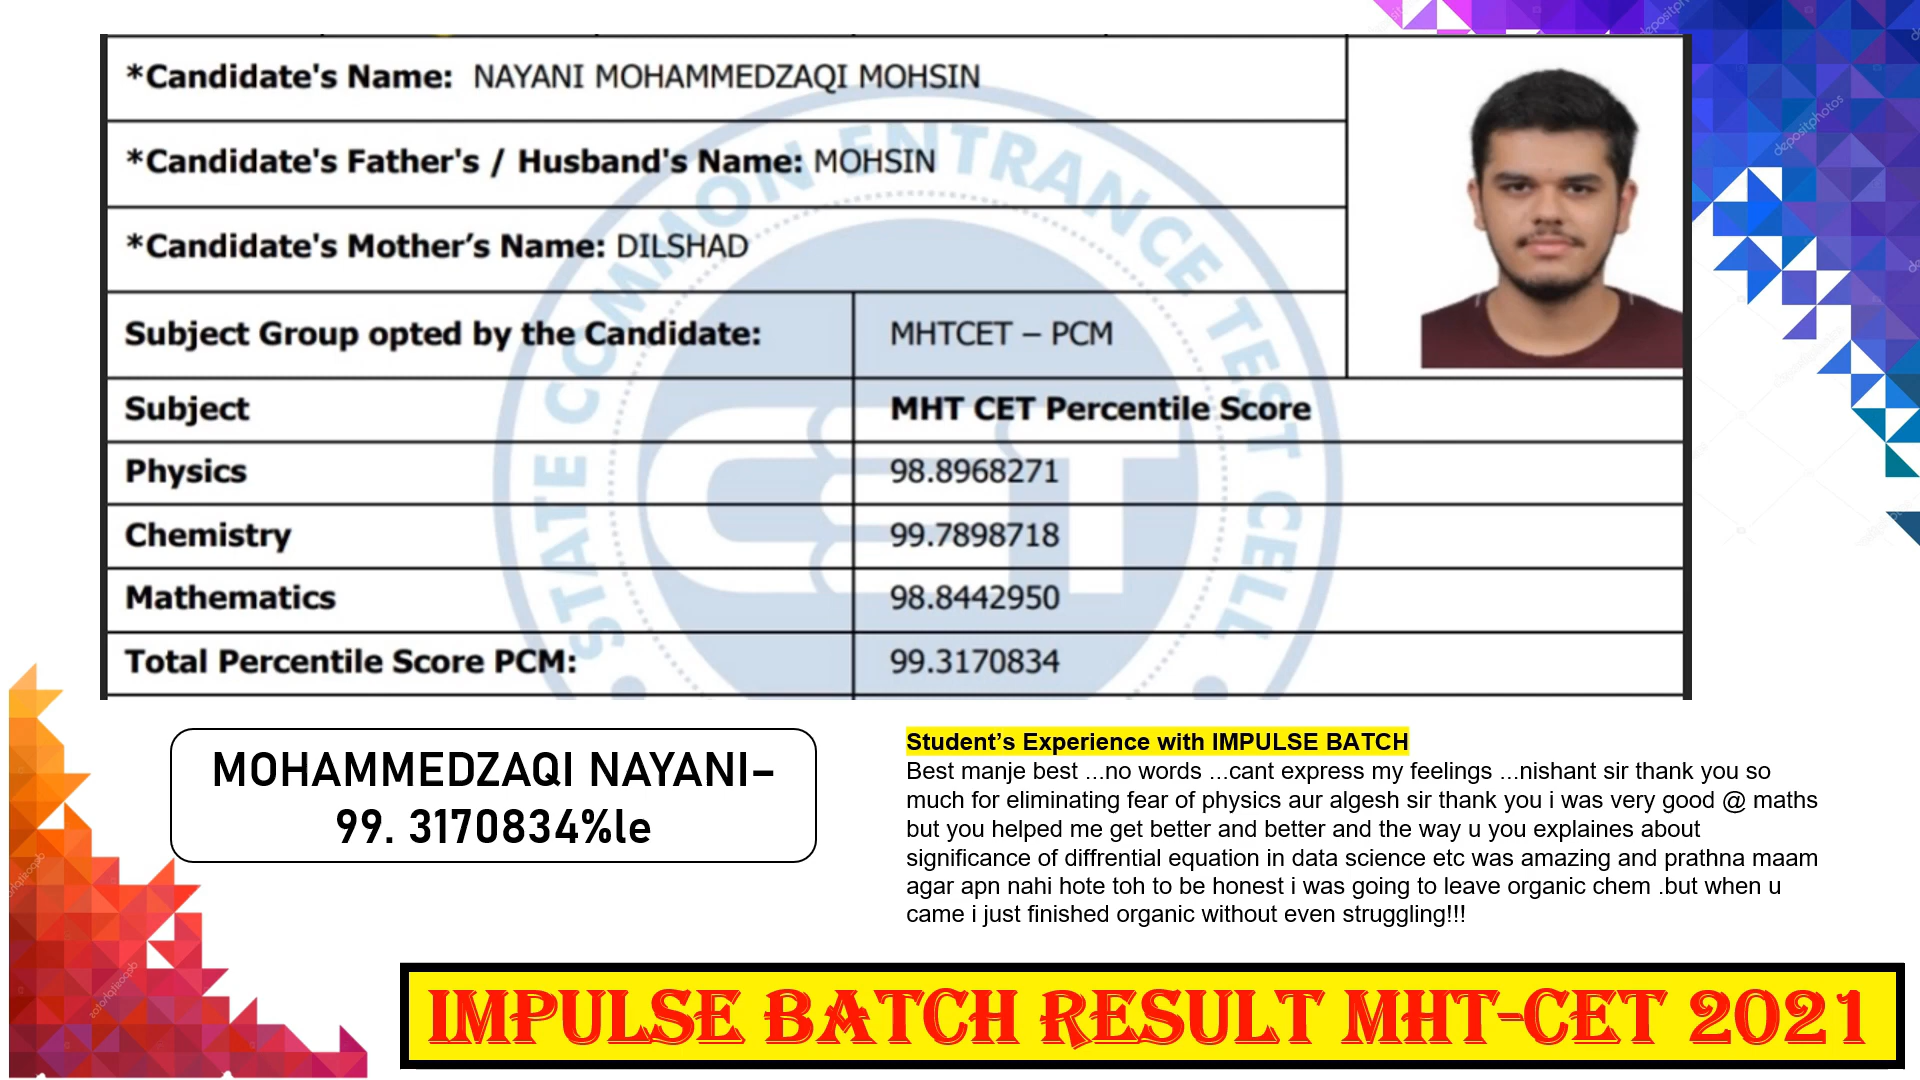 *Candidate's Name: NAYANI MOHAMMEDZAQI MOHSIN
*Candidate's Father's / Husband's Name: MOHSIN
*Candidate's Mother’s Name: DILSHAD
Subject Group opted by the Candidate: MHTCET – PCM
Subject MHT CET Percentile Score
Physics 98.8968271
Chemistry 99.7898718
Mathematics 98.8442950
Total Percentile Score PCM: 99.3170834
STATE COMMON ENTRANCE TEST CELL
CET
MOHAMMEDZAQI NAYANI–
99. 3170834%le
Student’s Experience with IMPULSE BATCH
Best manje best ...no words ...cant express my feelings ...nishant sir thank you so
much for eliminating fear of physics aur algesh sir thank you i was very good @ maths
but you helped me get better and better and the way u you explaines about
significance of diffrential equation in data science etc was amazing and prathna maam
agar apn nahi hote toh to be honest i was going to leave organic chem .but when u
came i just finished organic without even struggling!!!
IMPULSE BATCH RESULT MHT-CET 2021
depositphotos